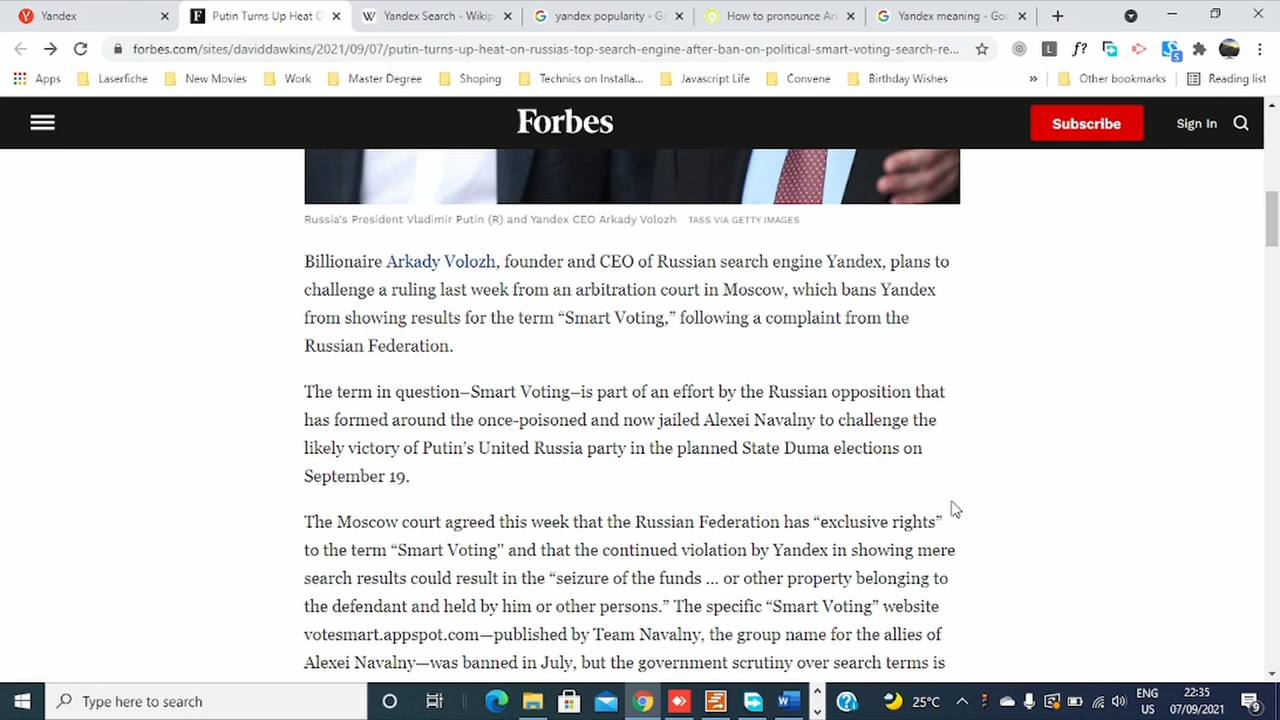 Yandex
Putin Turns Up Heat O
Yandex Search - Wikip
yandex popularity - Go
How to pronounce Ark
Yandex meaning - Goo
forbes.com/sites/daviddawkins/2021/09/07/putin-turns-up-heat-on-russias-top-search-engine-after-ban-on-political-smart-voting-search-re...
Apps
Laserfiche
New Movies
Work
Master Degree
Shoping
Technics on Installa...
Javascript Life
Convene
Birthday Wishes
»
Other bookmarks
Reading list
Forbes
Subscribe
Sign In
Russia's President Vladimir Putin (R) and Yandex CEO Arkady Volozh TASS VIA GETTY IMAGES
Billionaire Arkady Volozh, founder and CEO of Russian search engine Yandex, plans to
challenge a ruling last week from an arbitration court in Moscow, which bans Yandex
from showing results for the term “Smart Voting,” following a complaint from the
Russian Federation.
The term in question–Smart Voting–is part of an effort by the Russian opposition that
has formed around the once-poisoned and now jailed Alexei Navalny to challenge the
likely victory of Putin’s United Russia party in the planned State Duma elections on
September 19.
The Moscow court agreed this week that the Russian Federation has “exclusive rights”
to the term “Smart Voting” and that the continued violation by Yandex in showing mere
search results could result in the “seizure of the funds ... or other property belonging to
the defendant and held by him or other persons.” The specific “Smart Voting” website
votesmart.appspot.com—published by Team Navalny, the group name for the allies of
Alexei Navalny—was banned in July, but the government scrutiny over search terms is
Type here to search
25°C
ENG
US
22:35
07/09/2021